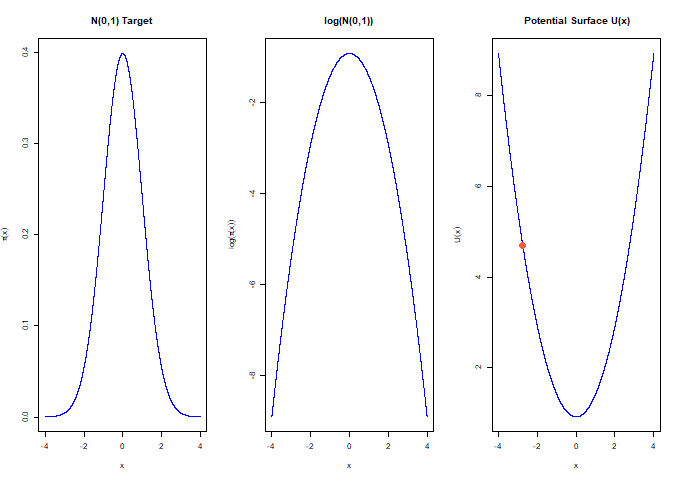 N(0,1) Target
π(x)
0.4
0.3
0.2
0.1
0.0
-4 -2 0 2 4
x
log(N(0,1))
log(π(x))
-2
-4
-6
-8
-4 -2 0 2 4
x
Potential Surface U(x)
U(x)
8
6
4
2
-4 -2 0 2 4
x